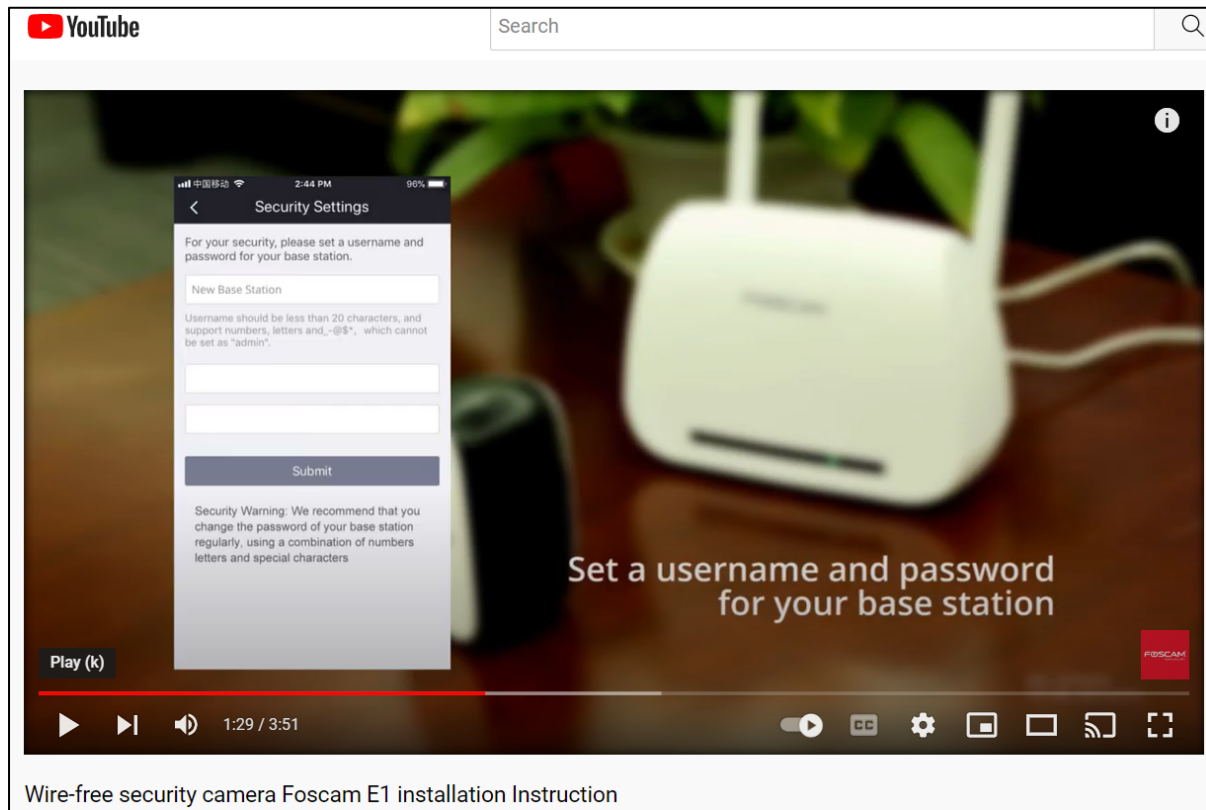 YouTube
Search
中国移动 2:44 PM 96%
Security Settings
For your security, please set a username and
password for your base station.
New Base Station
Username should be less than 20 characters, and
support numbers, letters and_-@$*, which cannot
be set as "admin".
Submit
Security Warning: We recommend that you
change the password of your base station
regularly, using a combination of numbers
letters and special characters
FOSCAM
Set a username and password
for your base station
FOSCAM
Play (k)
1:29 / 3:51
CC
Wire-free security camera Foscam E1 installation Instruction